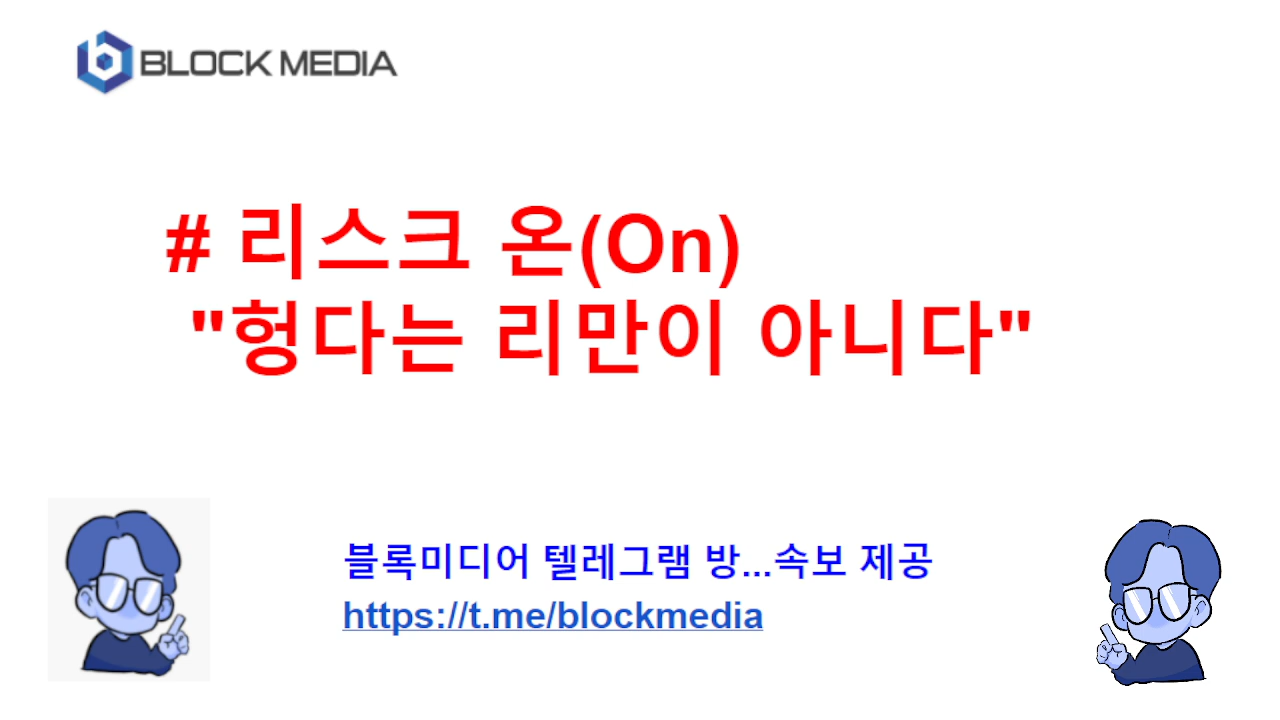 BLOCK MEDIA
# 리스크 온(On)
"헝다는 리만이 아니다"
블록미디어 텔레그램 방...속보 제공
https://t.me/blockmedia